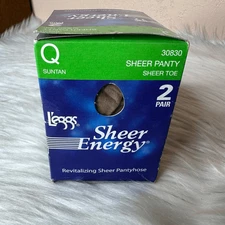 Q
SUNTAN
30830
SHEER PANTY
SHEER TOE
2
PAIR
L'eggs
Sheer
Energy®
Revitalizing Sheer Pantyhose